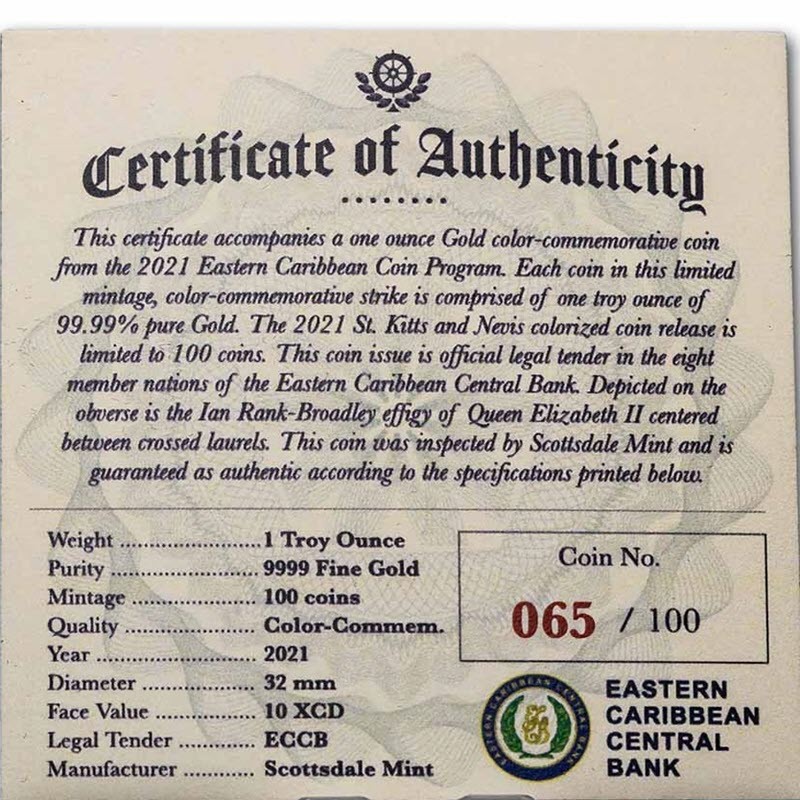 Certificate of Authenticity
This certificate accompanies a one ounce Gold color-commemorative coin
from the 2021 Eastern Caribbean Coin Program. Each coin in this limited
mintage, color-commemorative strike is comprised of one troy ounce of
99.99% pure Gold. The 2021 St. Kitts and Nevis colorized coin release is
limited to 100 coins. This coin issue is official legal tender in the eight
member nations of the Eastern Caribbean Central Bank. Depicted on the
obverse is the Ian Rank-Broadley effigy of Queen Elizabeth II centered
between crossed laurels. This coin was inspected by Scottsdale Mint and is
guaranteed as authentic according to the specifications printed below.
Weight ........................ 1 Troy Ounce
Purity ......................... 9999 Fine Gold
Mintage ...................... 100 coins
Quality ....................... Color-Commem.
Year ............................ 2021
Diameter .................... 32 mm
Face Value .................. 10 XCD
Legal Tender ............. ECCB
Manufacturer ............ Scottsdale Mint
Coin No.
065 / 100
EASTERN CARIBBEAN CENTRAL BANK
EASTERN
CARIBBEAN
CENTRAL
BANK